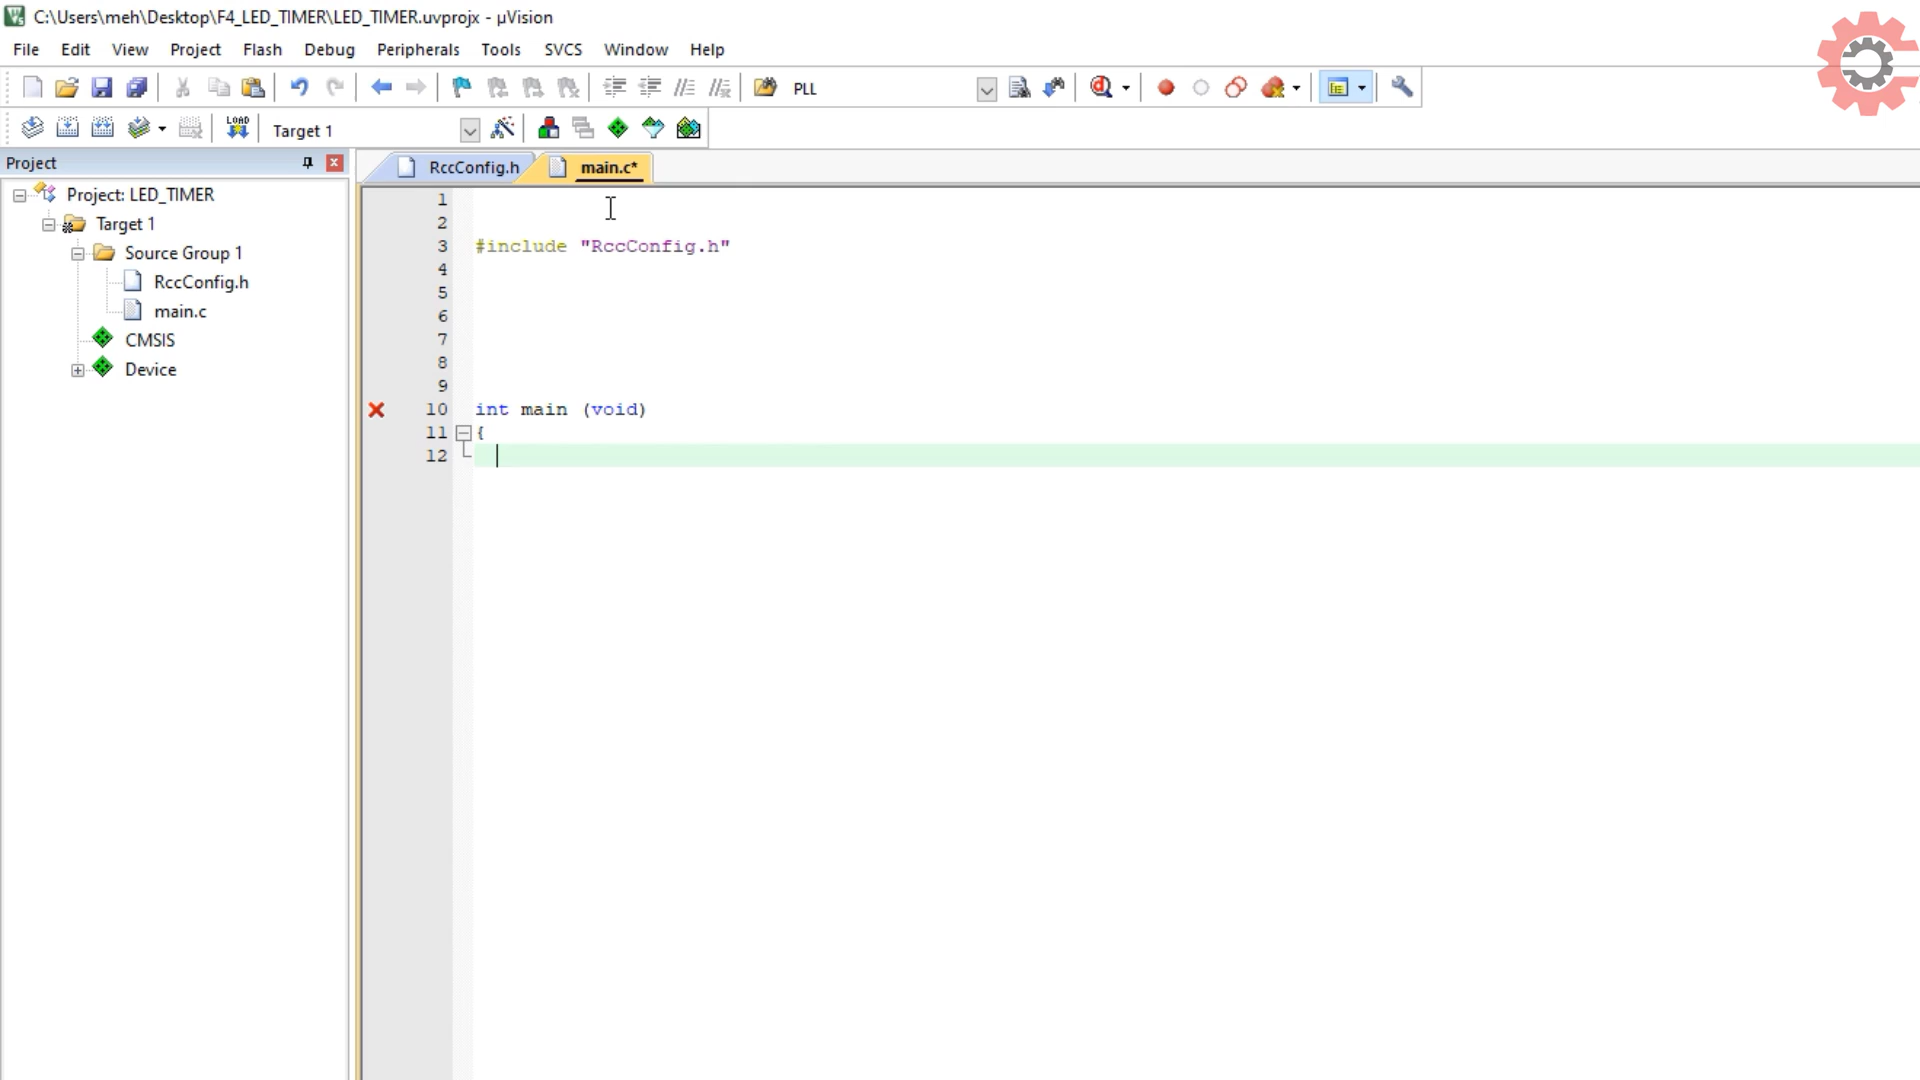 C:\Users\meh\Desktop\F4_LED_TIMER\LED_TIMER.uvprojx - µVision
File Edit View Project Flash Debug Peripherals Tools SVCS Window Help
PLL
LOAD Target 1
Project
RccConfig.h main.c*
Project: LED_TIMER
Target 1
Source Group 1
RccConfig.h
main.c
CMSIS
Device
1
2
3 #include "RccConfig.h"
4
5
6
7
8
9
10 int main (void)
11 {
12